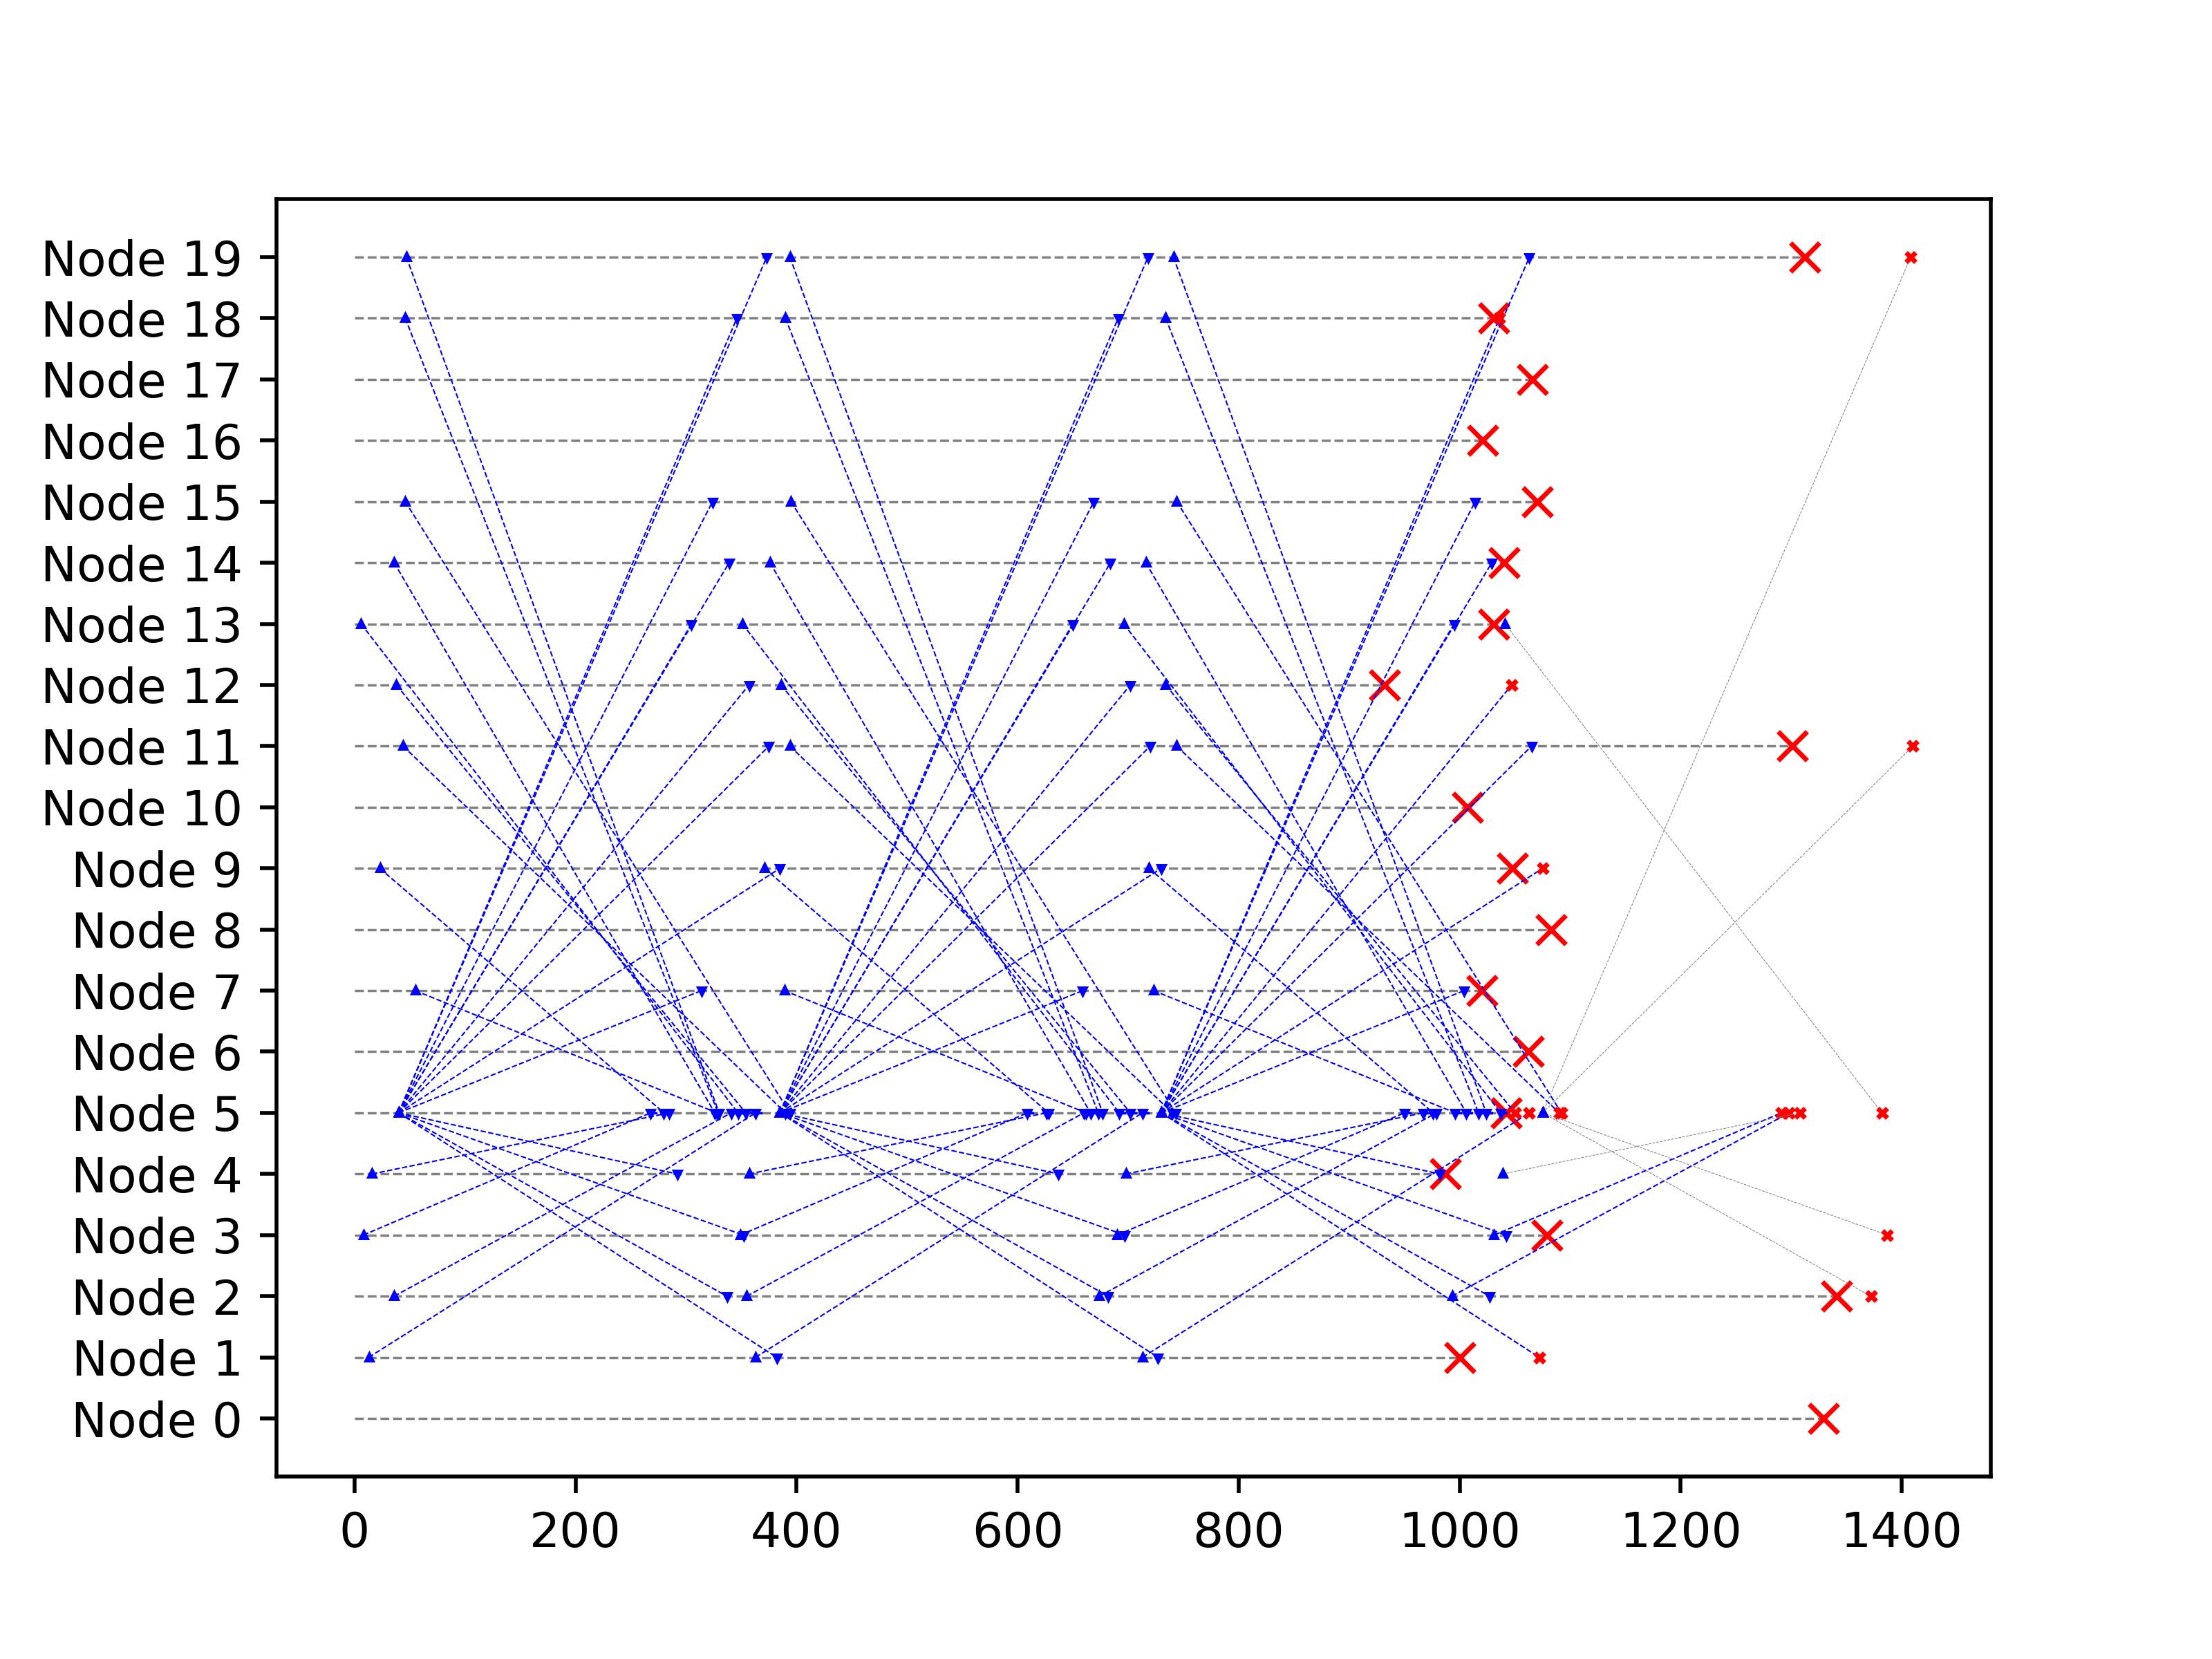 Node 19
Node 18
Node 17
Node 16
Node 15
Node 14
Node 13
Node 12
Node 11
Node 10
Node 9
Node 8
Node 7
Node 6
Node 5
Node 4
Node 3
Node 2
Node 1
Node 0
0 200 400 600 800 1000 1200 1400